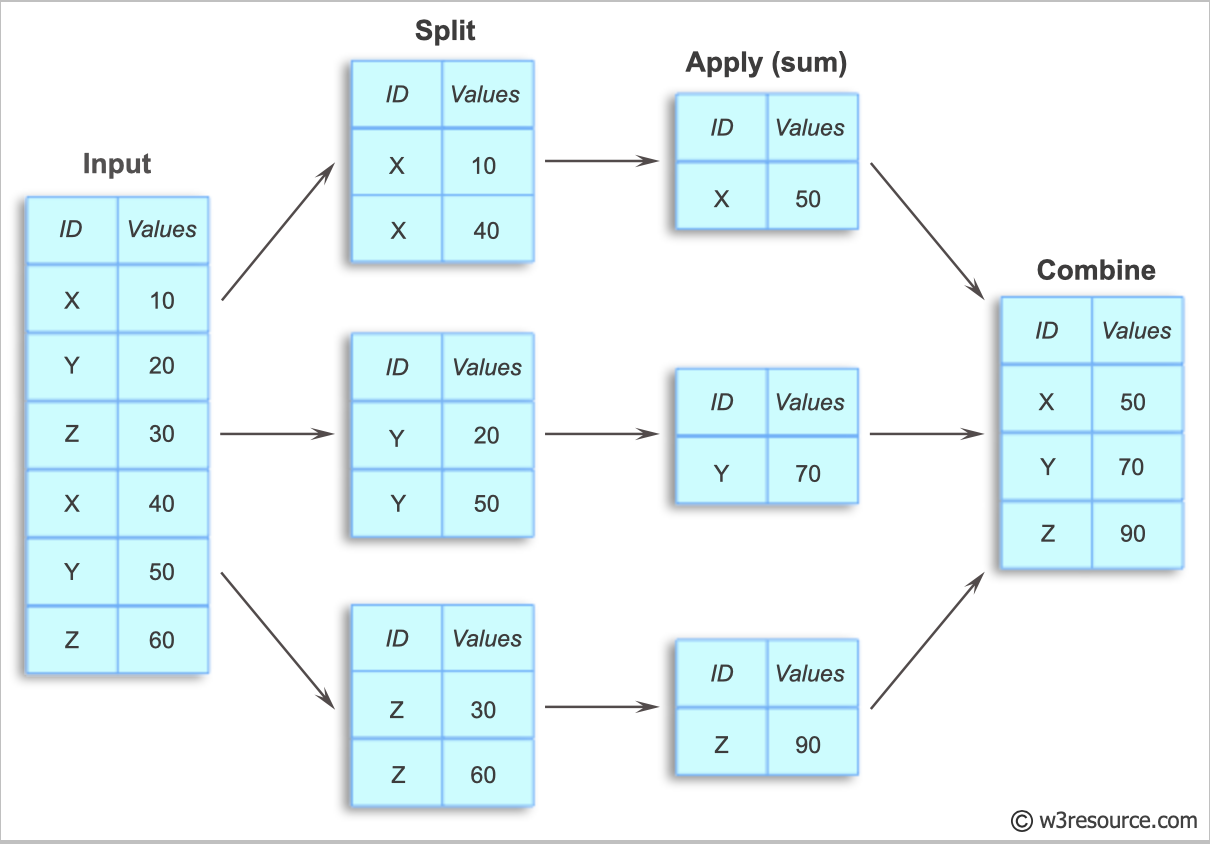 Input
ID Values
X 10
Y 20
Z 30
X 40
Y 50
Z 60
Split
ID Values
X 10
X 40
ID Values
Y 20
Y 50
ID Values
Z 30
Z 60
Apply (sum)
ID Values
X 50
ID Values
Y 70
ID Values
Z 90
Combine
ID Values
X 50
Y 70
Z 90
© w3resource.com